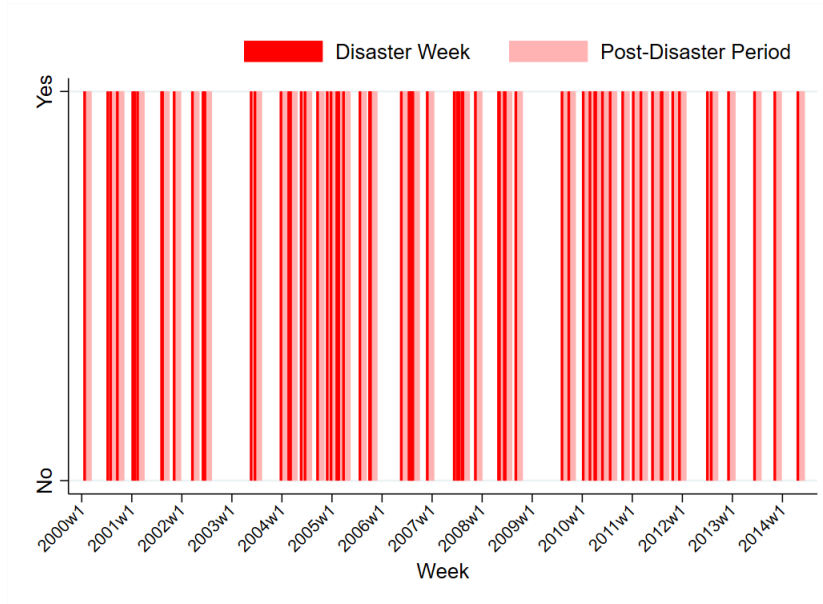 Disaster Week
Post-Disaster Period
Yes
No
2000w1
2001w1
2002w1
2003w1
2004w1
2005w1
2006w1
2007w1
2008w1
2009w1
2010w1
2011w1
2012w1
2013w1
2014w1
Week